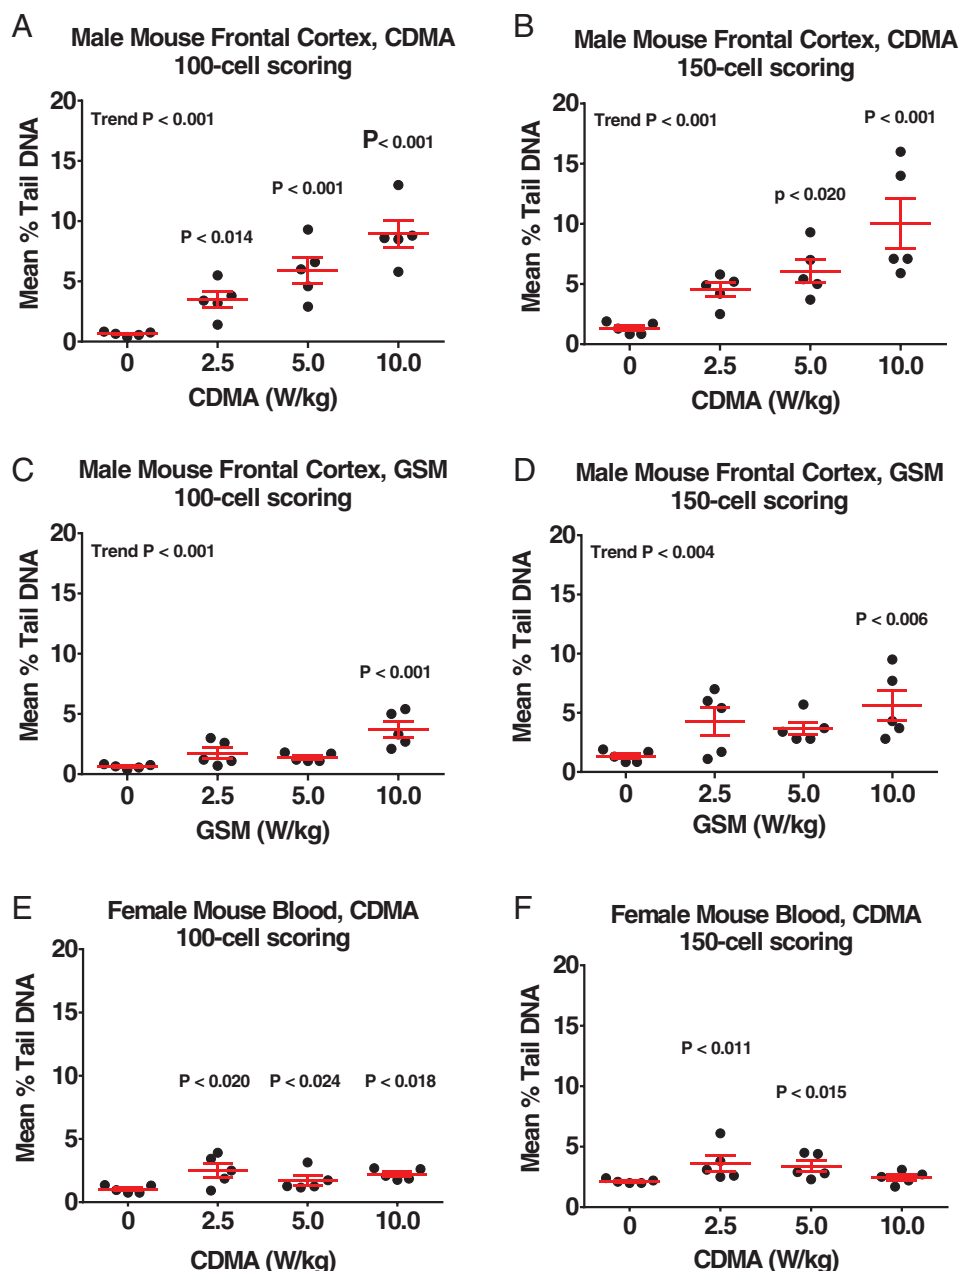 A
Male Mouse Frontal Cortex, CDMA
100-cell scoring
Mean % Tail DNA
20
15
10
5
0
Trend P < 0.001
P < 0.014
P < 0.001
P < 0.001
0 2.5 5.0 10.0
CDMA (W/kg)
B
Male Mouse Frontal Cortex, CDMA
150-cell scoring
Mean % Tail DNA
20
15
10
5
0
Trend P < 0.001
p < 0.020
P < 0.001
0 2.5 5.0 10.0
CDMA (W/kg)
C
Male Mouse Frontal Cortex, GSM
100-cell scoring
Mean % Tail DNA
20
15
10
5
0
Trend P < 0.001
P < 0.001
0 2.5 5.0 10.0
GSM (W/kg)
D
Male Mouse Frontal Cortex, GSM
150-cell scoring
Mean % Tail DNA
20
15
10
5
0
Trend P < 0.004
P < 0.006
0 2.5 5.0 10.0
GSM (W/kg)
E
Female Mouse Blood, CDMA
100-cell scoring
Mean % Tail DNA
20
15
10
5
0
P < 0.020 P < 0.024 P < 0.018
0 2.5 5.0 10.0
CDMA (W/kg)
F
Female Mouse Blood, CDMA
150-cell scoring
Mean % Tail DNA
20
15
10
5
0
P < 0.011
P < 0.015
0 2.5 5.0 10.0
CDMA (W/kg)